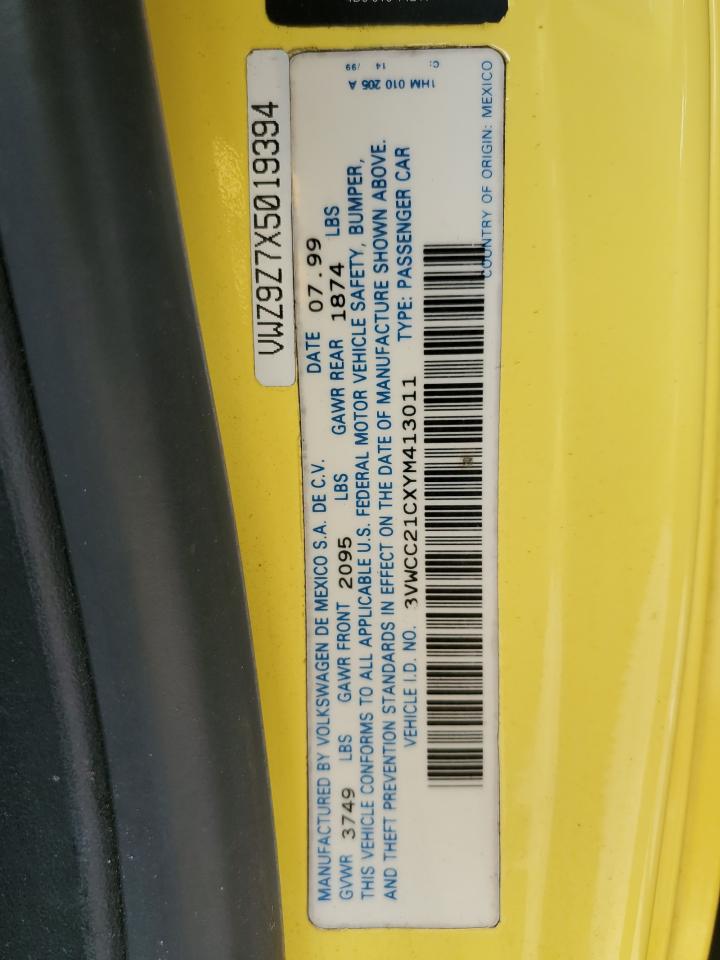 VWZ9Z7X5019394
MANUFACTURED BY VOLKSWAGEN DE MEXICO S.A. DE C.V. DATE 07.99
GVWR 3749 LBS GAWR FRONT 2095 LBS GAWR REAR 1874 LBS
THIS VEHICLE CONFORMS TO ALL APPLICABLE U.S. FEDERAL MOTOR VEHICLE SAFETY, BUMPER,
AND THEFT PREVENTION STANDARDS IN EFFECT ON THE DATE OF MANUFACTURE SHOWN ABOVE.
VEHICLE I.D. NO. 3VWCC21CXYM413011 TYPE: PASSENGER CAR
COUNTRY OF ORIGIN: MEXICO
1HM 010 205 A
C: 14 /99